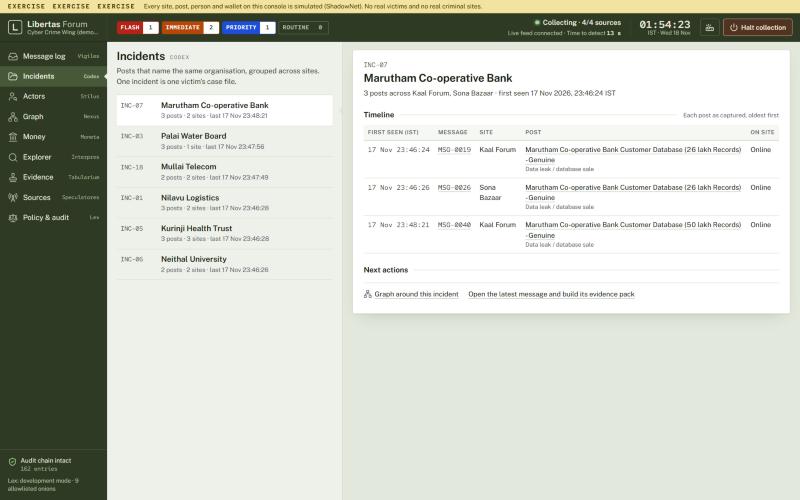 EXERCISE EXERCISE EXERCISE Every site, post, person and wallet on this console is simulated (ShadowNet). No real victims and no real criminal sites.
L Libertas Forum
Cyber Crime Wing (demo...
FLASH 1 IMMEDIATE 2 PRIORITY 1 ROUTINE 0
Collecting · 4/4 sources
Live feed connected · Time to detect 13 s
01:54:23
IST · Wed 18 Nov
Halt collection
Message log Vigiles
Incidents Codex
Actors Stilus
Graph Nexus
Money Moneta
Explorer Interpres
Evidence Tabularium
Sources Speculatores
Policy & audit Lex
Audit chain intact
162 entries
Lex: development mode · 9
allowlisted onions
Incidents CODEX
Posts that name the same organisation, grouped across sites.
One incident is one victim's case file.
INC-07 Marutham Co-operative Bank
3 posts · 2 sites · last 17 Nov 23:48:21
INC-03 Palai Water Board
3 posts · 1 site · last 17 Nov 23:47:56
INC-18 Mullai Telecom
2 posts · 2 sites · last 17 Nov 23:47:49
INC-01 Nilavu Logistics
3 posts · 2 sites · last 17 Nov 23:46:28
INC-05 Kurinji Health Trust
3 posts · 3 sites · last 17 Nov 23:46:28
INC-06 Neithal University
2 posts · 2 sites · last 17 Nov 23:46:26
INC-07
Marutham Co-operative Bank
3 posts across Kaal Forum, Sona Bazaar · first seen 17 Nov 2026, 23:46:24 IST
Timeline Each post as captured, oldest first
FIRST SEEN (IST) MESSAGE SITE POST ON SITE
17 Nov 23:46:24 MSG-0019 Kaal Forum Marutham Co-operative Bank Customer Database (26 lakh Records) Online
- Genuine
Data leak / database sale
17 Nov 23:46:26 MSG-0026 Sona Marutham Co-operative Bank Customer Database (26 lakh Records) Online
Bazaar - Genuine
Data leak / database sale
17 Nov 23:48:21 MSG-0040 Kaal Forum Marutham Co-operative Bank Customer Database (50 lakh Records) Online
- Genuine
Data leak / database sale
Next actions
Graph around this incident Open the latest message and build its evidence pack